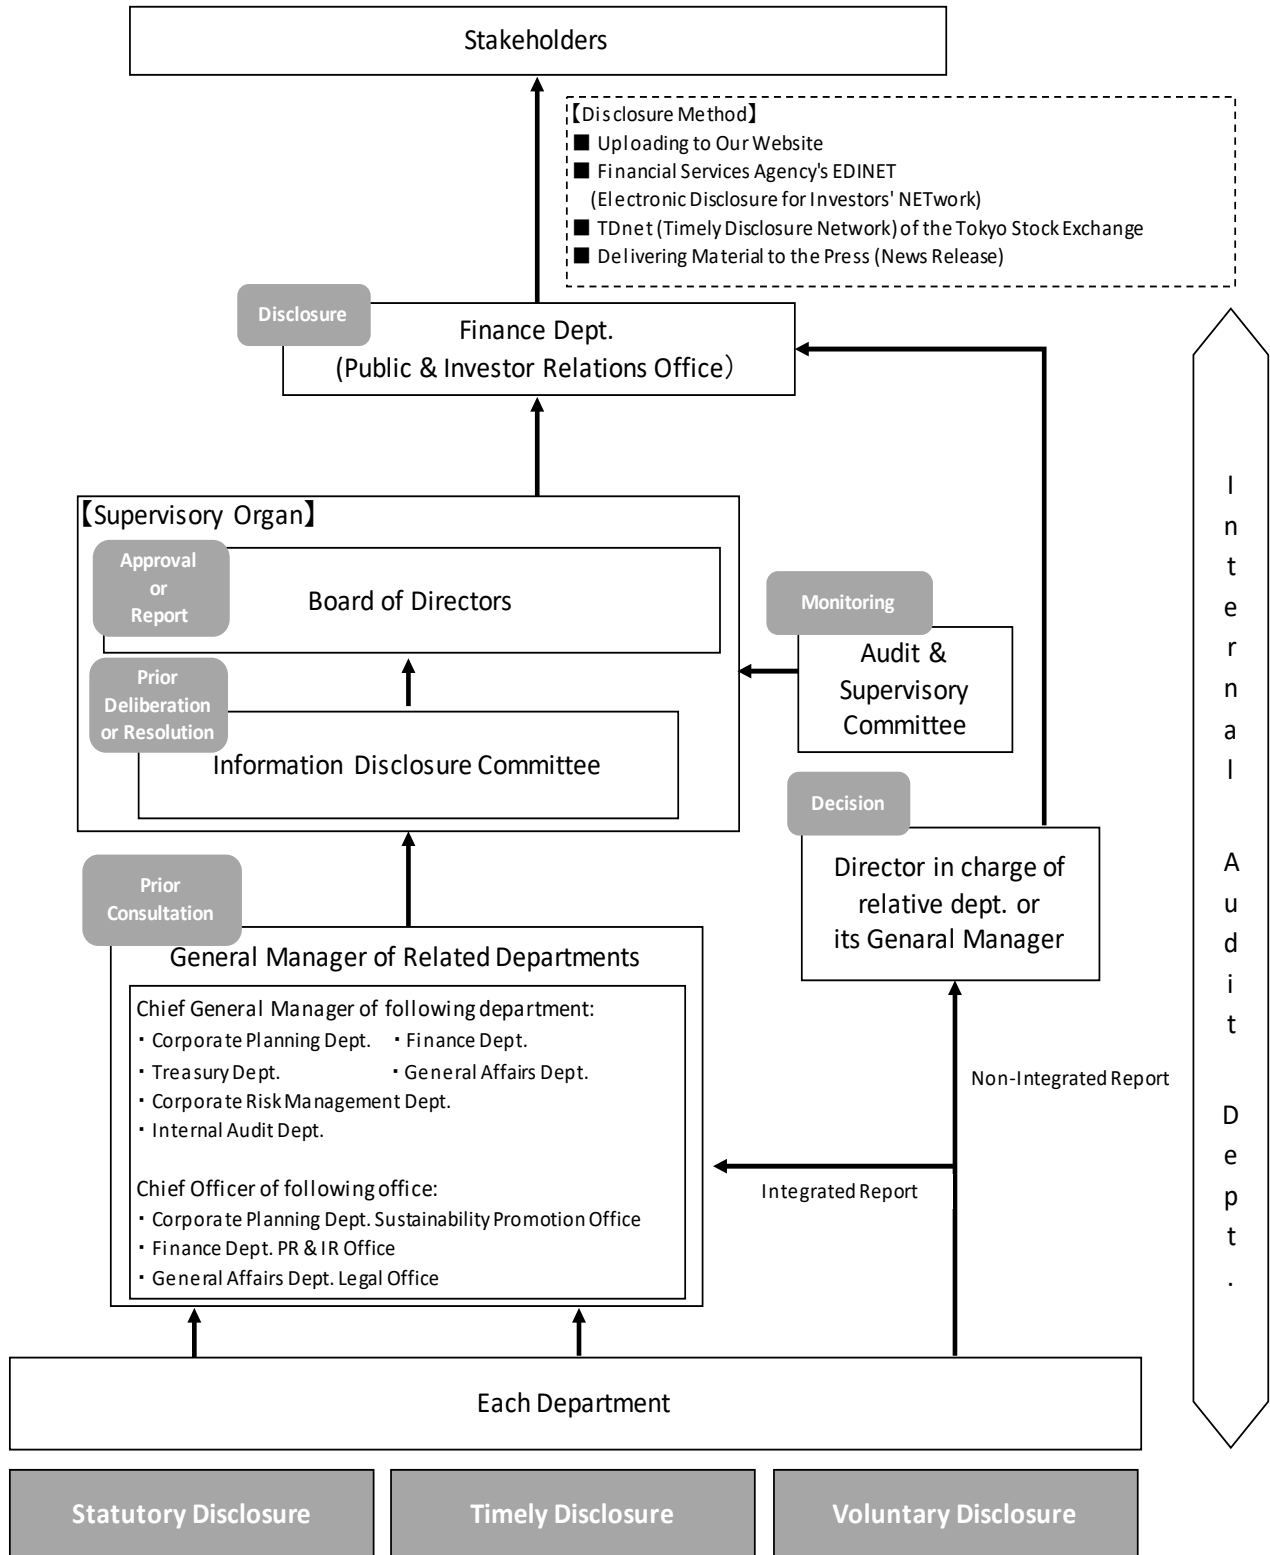 Stakeholders
【Disclosure Method】
■ Uploading to Our Website
■ Financial Services Agency's EDINET
(Electronic Disclosure for Investors' NETwork)
■ TDnet (Timely Disclosure Network) of the Tokyo Stock Exchange
■ Delivering Material to the Press (News Release)
Disclosure
Finance Dept.
(Public & Investor Relations Office）
【Supervisory Organ】
Approval
or
Report
Board of Directors
Monitoring
Audit &
Supervisory
Committee
Prior
Deliberation
or Resolution
Information Disclosure Committee
Decision
Director in charge of
relative dept. or
its Genaral Manager
Prior
Consultation
General Manager of Related Departments
Chief General Manager of following department:
・Corporate Planning Dept. ・Finance Dept.
・Treasury Dept. ・General Affairs Dept.
・Corporate Risk Management Dept.
・Internal Audit Dept.
Chief Officer of following office:
・Corporate Planning Dept. Sustainability Promotion Office
・Finance Dept. PR & IR Office
・General Affairs Dept. Legal Office
Non-Integrated Report
Integrated Report
Internal Audit Dept.
Each Department
Statutory Disclosure
Timely Disclosure
Voluntary Disclosure